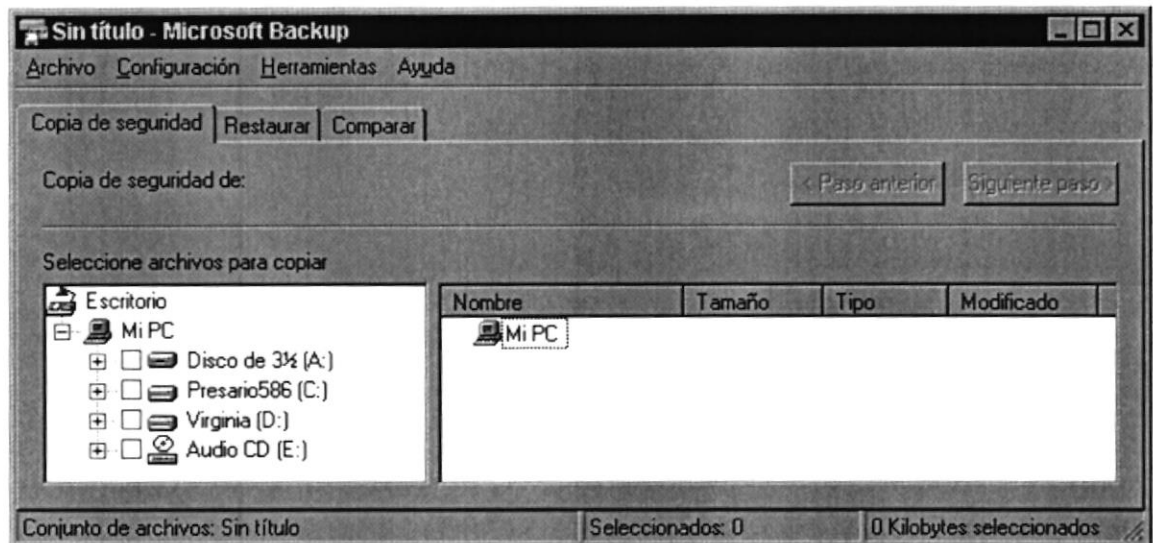 Sin título - Microsoft Backup
Archivo Configuración Herramientas Ayuda
Copia de seguridad Restaurar Comparar
Copia de seguridad de:
< Paso anterior Siguiente paso >
Seleccione archivos para copiar
Escritorio
Mi PC
Disco de 3½ (A:)
Presario586 (C:)
Virginia (D:)
Audio CD (E:)
Nombre Tamaño Tipo Modificado
Mi PC
Conjunto de archivos: Sin título Seleccionados: 0 0 Kilobytes seleccionados